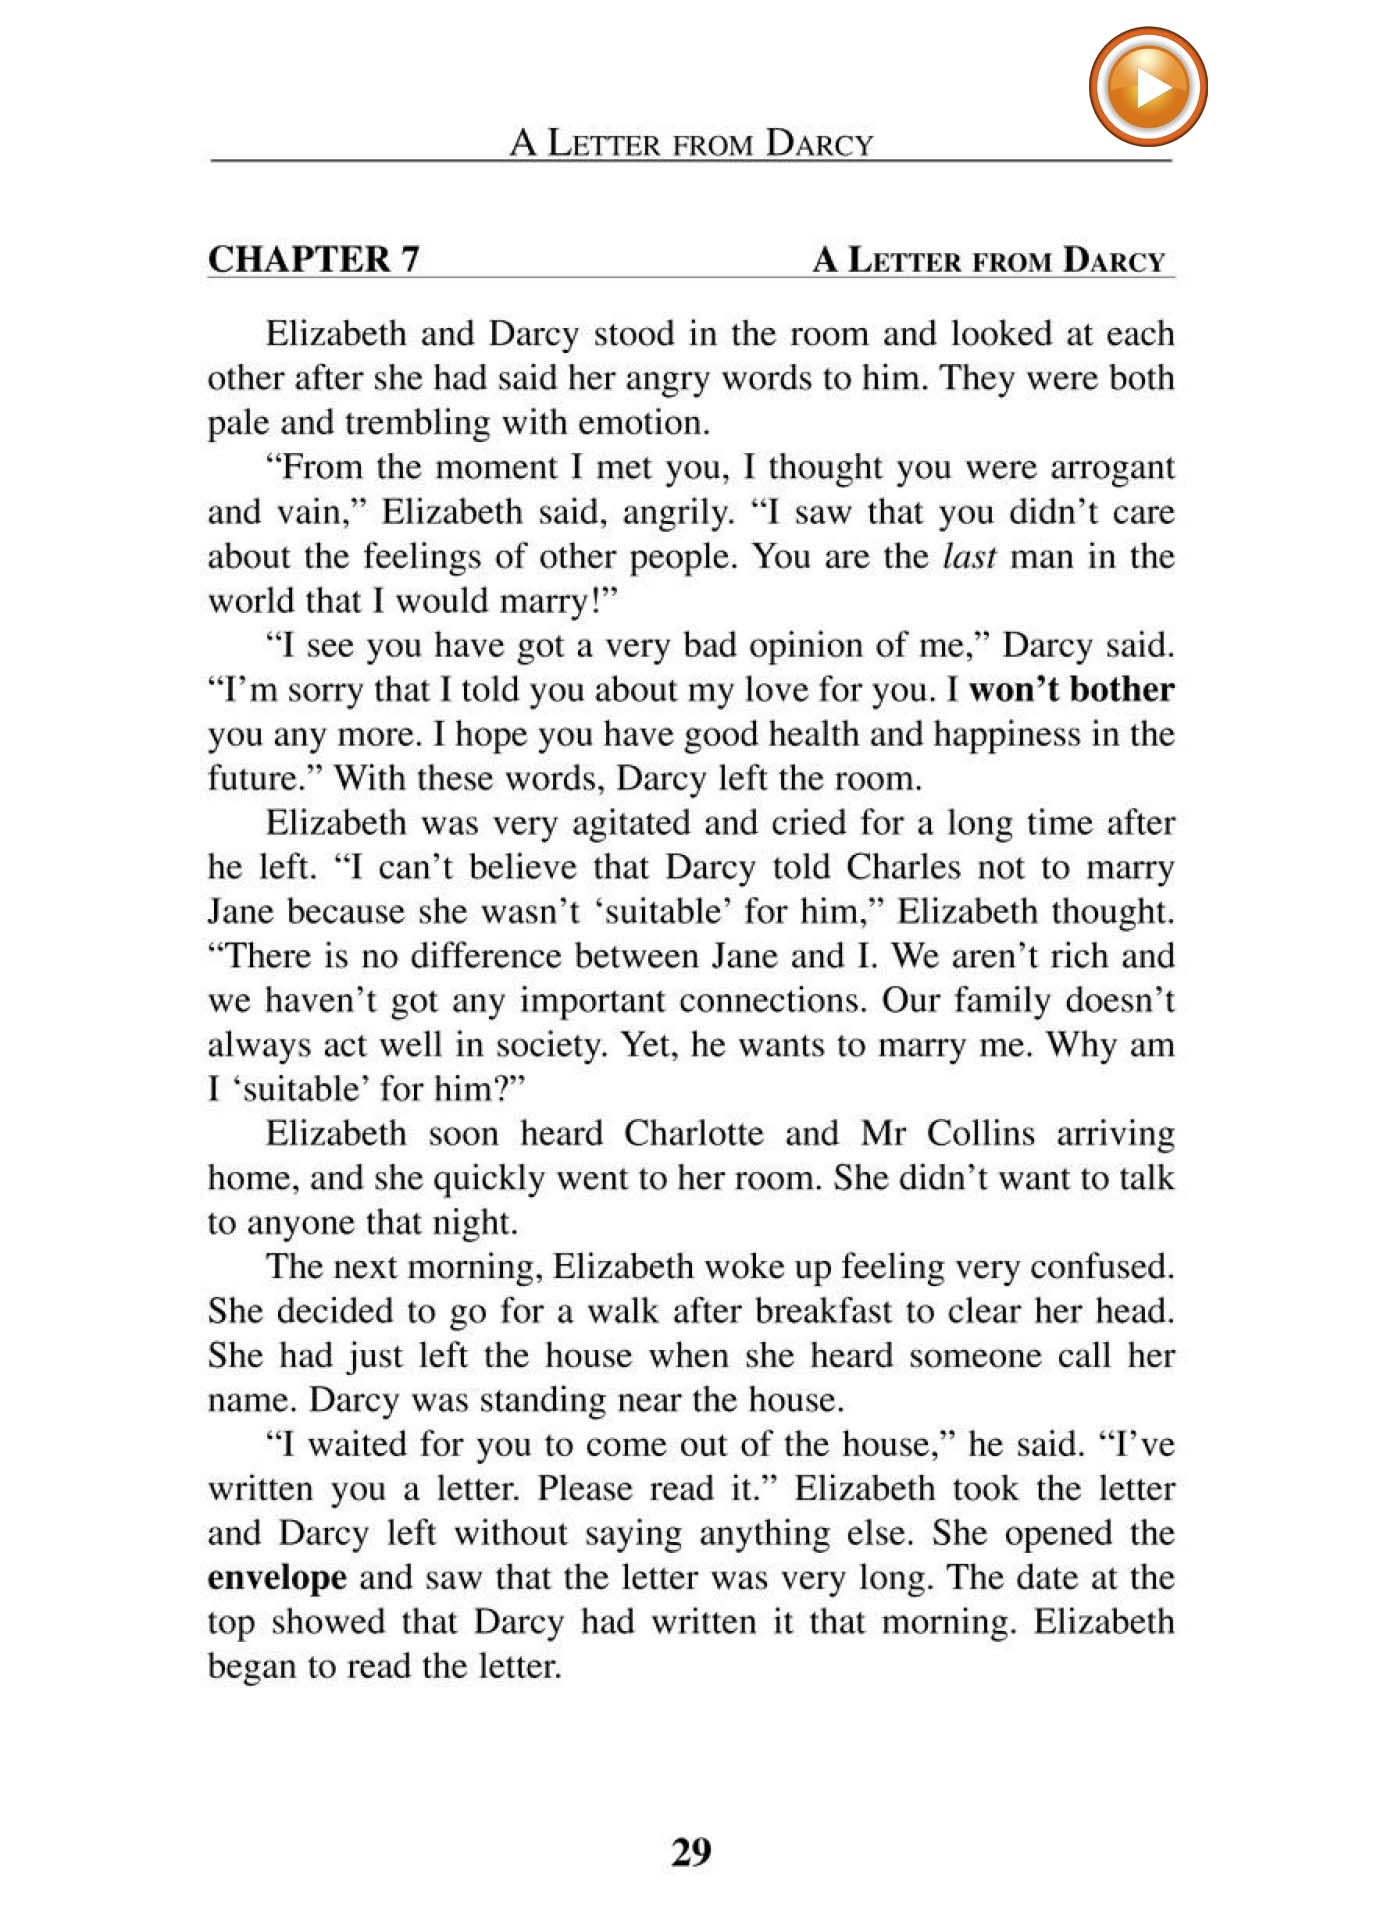 A Letter from Darcy
CHAPTER 7 A Letter from Darcy
Elizabeth and Darcy stood in the room and looked at each
other after she had said her angry words to him. They were both
pale and trembling with emotion.
“From the moment I met you, I thought you were arrogant
and vain,” Elizabeth said, angrily. “I saw that you didn’t care
about the feelings of other people. You are the last man in the
world that I would marry!”
“I see you have got a very bad opinion of me,” Darcy said.
“I’m sorry that I told you about my love for you. I won’t bother
you any more. I hope you have good health and happiness in the
future.” With these words, Darcy left the room.
Elizabeth was very agitated and cried for a long time after
he left. “I can’t believe that Darcy told Charles not to marry
Jane because she wasn’t ‘suitable’ for him,” Elizabeth thought.
“There is no difference between Jane and I. We aren’t rich and
we haven’t got any important connections. Our family doesn’t
always act well in society. Yet, he wants to marry me. Why am
I ‘suitable’ for him?”
Elizabeth soon heard Charlotte and Mr Collins arriving
home, and she quickly went to her room. She didn’t want to talk
to anyone that night.
The next morning, Elizabeth woke up feeling very confused.
She decided to go for a walk after breakfast to clear her head.
She had just left the house when she heard someone call her
name. Darcy was standing near the house.
“I waited for you to come out of the house,” he said. “I’ve
written you a letter. Please read it.” Elizabeth took the letter
and Darcy left without saying anything else. She opened the
envelope and saw that the letter was very long. The date at the
top showed that Darcy had written it that morning. Elizabeth
began to read the letter.
29